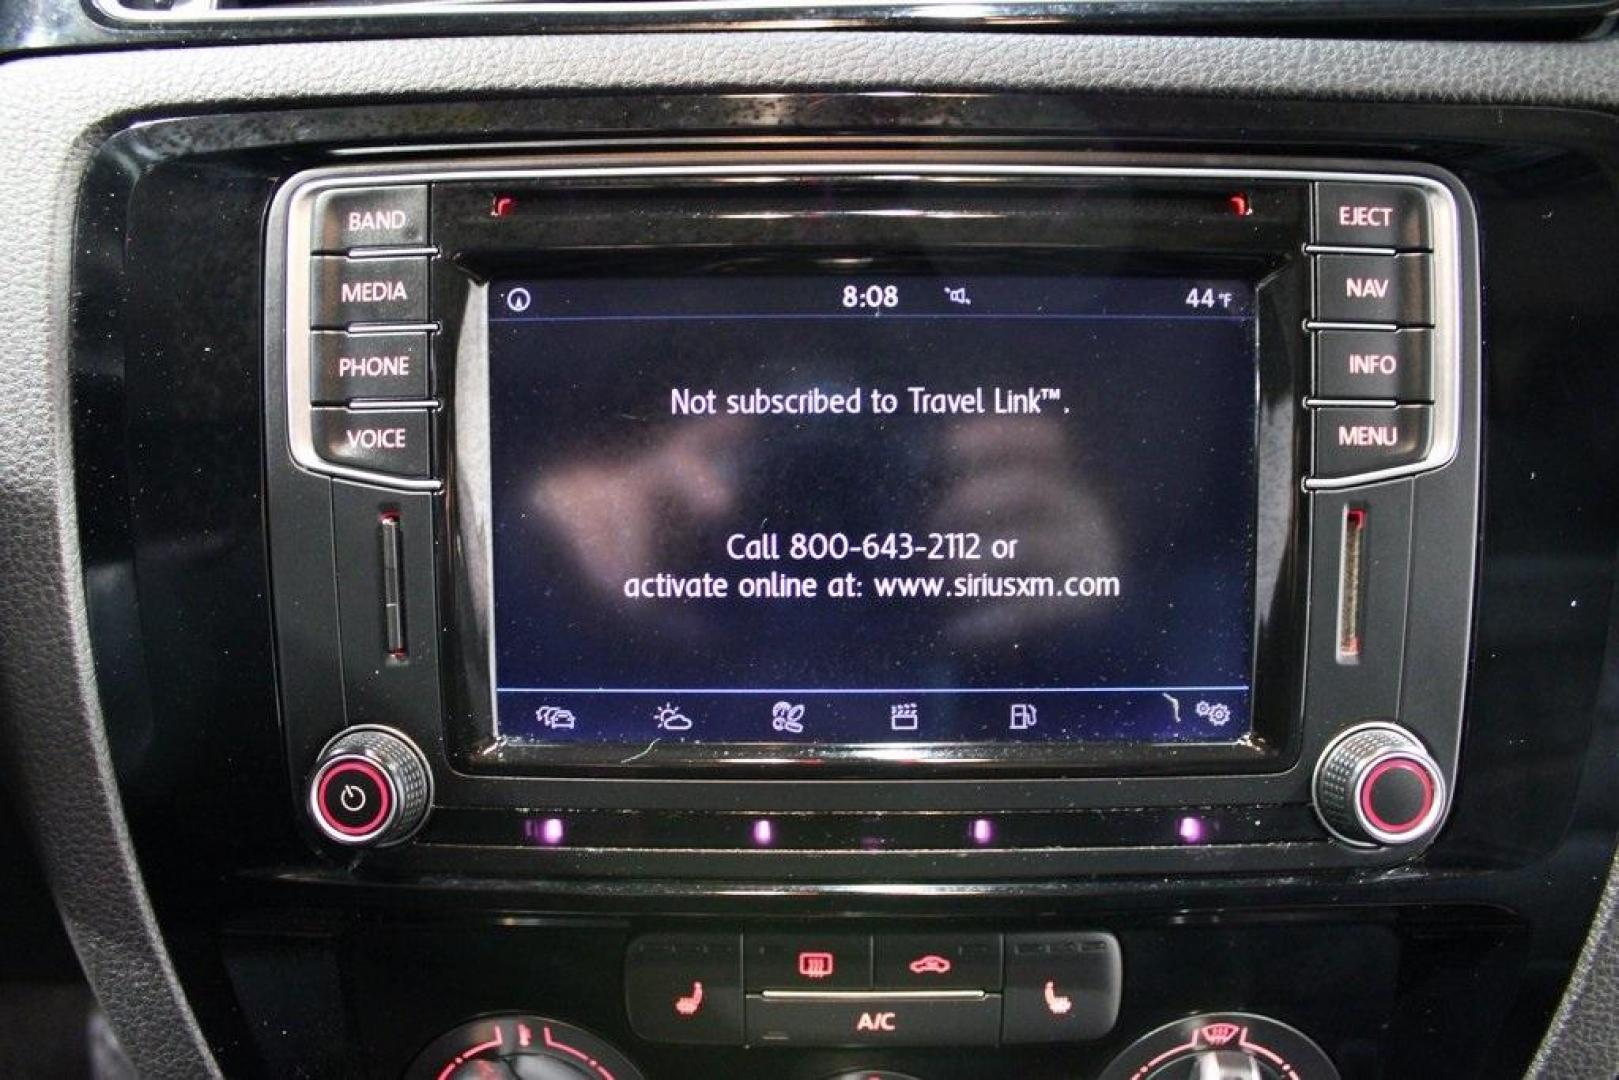 BAND
MEDIA
PHONE
VOICE
8:08
44°F
Not subscribed to Travel Link™.
Call 800-643-2112 or
activate online at: www.siriusxm.com
EJECT
NAV
INFO
MENU
A/C